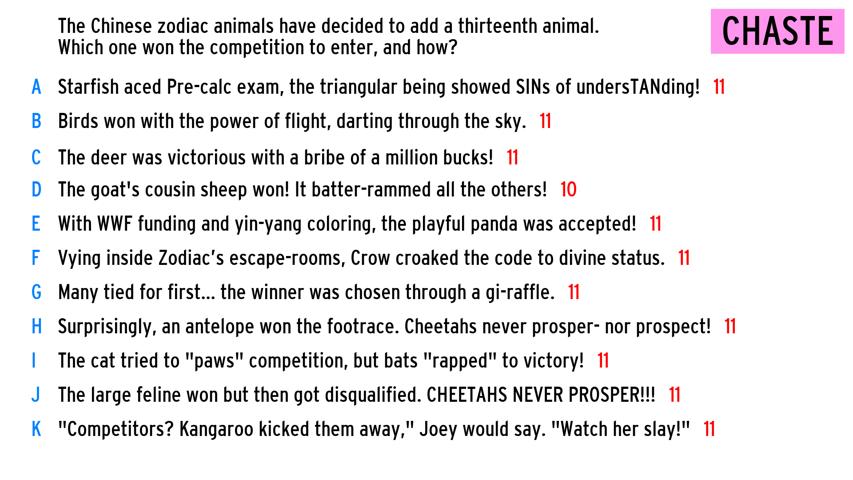 The Chinese zodiac animals have decided to add a thirteenth animal.
Which one won the competition to enter, and how?
CHASTE
A Starfish aced Pre-calc exam, the triangular being showed SINs of undersTANding! 11
B Birds won with the power of flight, darting through the sky. 11
C The deer was victorious with a bribe of a million bucks! 11
D The goat's cousin sheep won! It batter-rammed all the others! 10
E With WWF funding and yin-yang coloring, the playful panda was accepted! 11
F Vying inside Zodiac's escape-rooms, Crow croaked the code to divine status. 11
G Many tied for first... the winner was chosen through a gi-raffle. 11
H Surprisingly, an antelope won the footrace. Cheetahs never prosper- nor prospect! 11
I The cat tried to "paws" competition, but bats "rapped" to victory! 11
J The large feline won but then got disqualified. CHEETAHS NEVER PROSPER!!! 11
K "Competitors? Kangaroo kicked them away," Joey would say. "Watch her slay!" 11